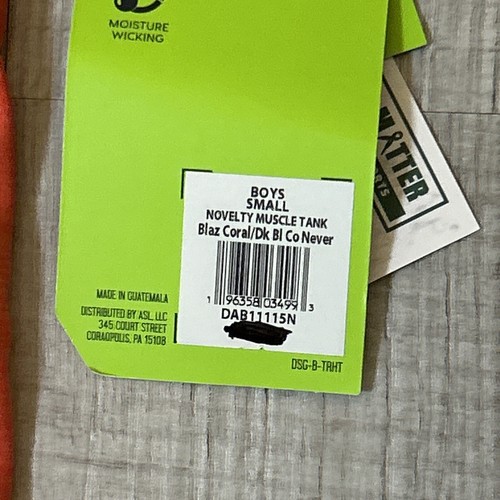 MOISTURE
WICKING
BOYS
SMALL
NOVELTY MUSCLE TANK
Blaz Coral/Dk Bl Co Never
1 96358 03499 3
DAB11115N
MADE IN GUATEMALA
DISTRIBUTED BY ASL, LLC
345 COURT STREET
CORAOPOLIS, PA 15108
DSG-B-TRHT